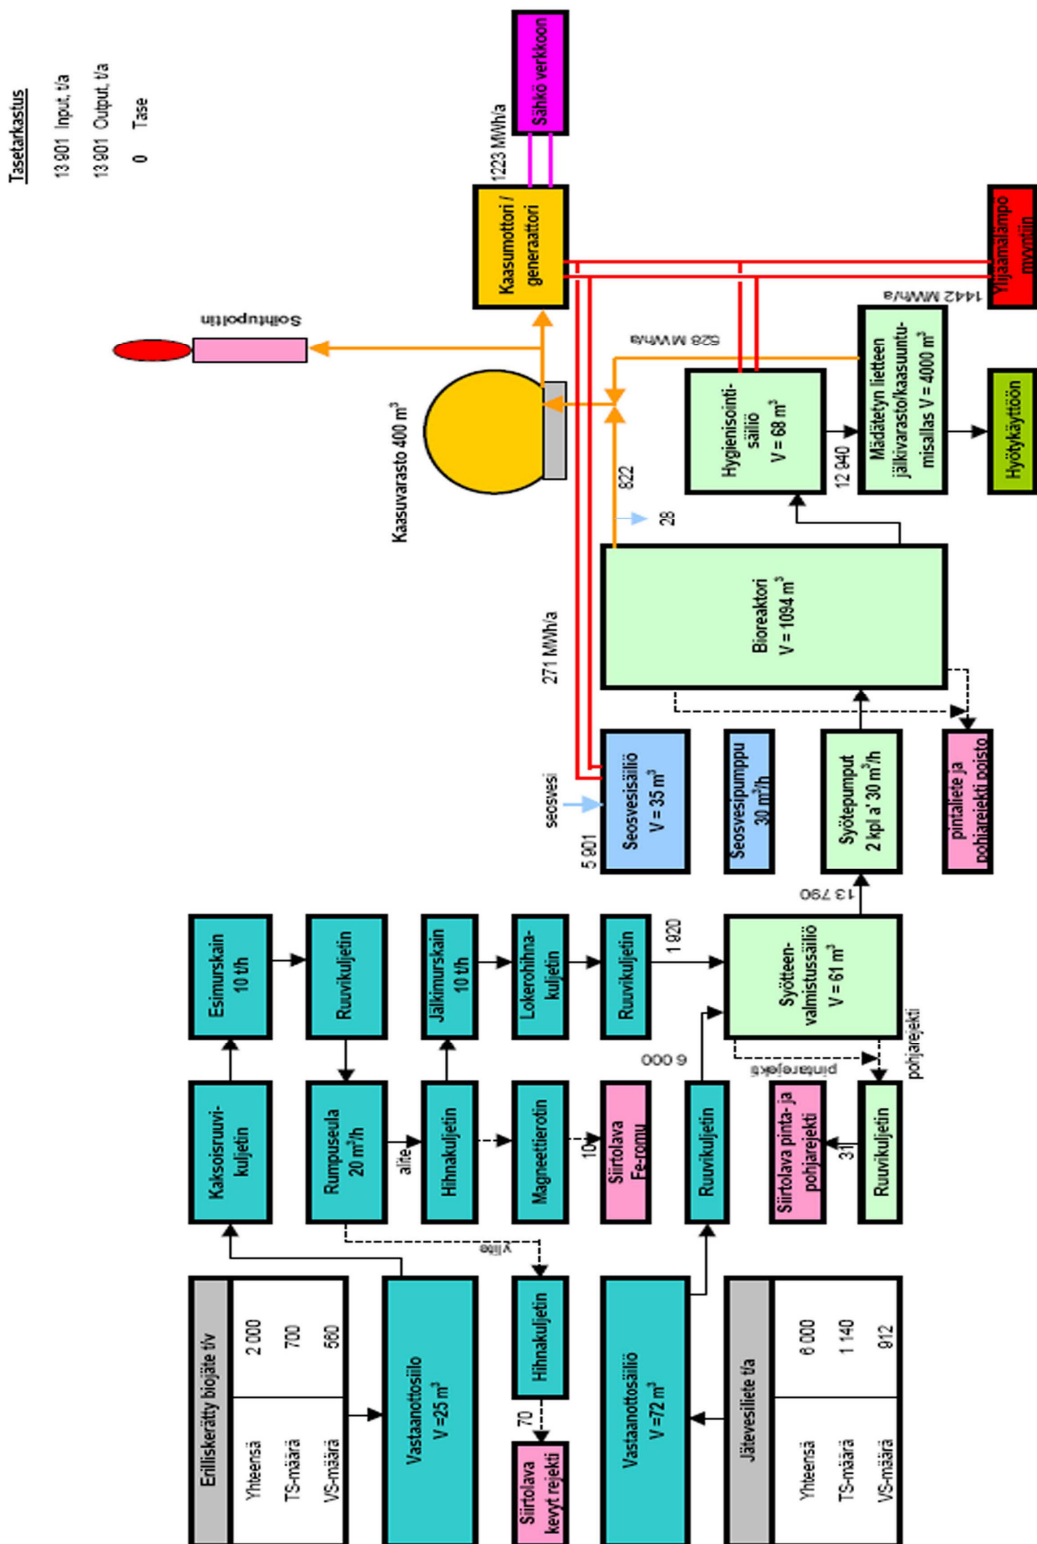 Tasetarkastus
13 901 Input, t/a
13 901 Output, t/a
0 Tase
Erilliskerätty biojäte t/v
Yhteensä 2 000
TS-määrä 700
VS-määrä 560
Vastaanottosiilo
V =25 m³
Kaksoisruuvi-
kuljetin
Esimurskain
10 t/h
Ruuvikuljetin
Rumpuseula
20 m³/h
ylite
alite
Hihnakuljetin
70
Siirtolava
kevyt rejekti
Hihnakuljetin
Jälkimurskain
10 t/h
Magneettierotin
10
Siirtolava
Fe-romu
Lokerohihna-
kuljetin
Ruuvikuljetin
1 920
Vastaanottosäiliö
V =72 m³
Jätevesiliete t/a
Yhteensä 6 000
TS-määrä 1 140
VS-määrä 912
Ruuvikuljetin
6 000
Syötteen-
valmistussäiliö
V = 61 m³
pintarejekti
pohjarejekti
Ruuvikuljetin
31
Siirtolava pinta- ja
pohjarejekti
13 790
seosvesi
5 901
Seosvesisäiliö
V = 35 m³
Seosvesipumppu
30 m³/h
Syötepumput
2 kpl a' 30 m³/h
pintaliete ja
pohjarejekti poisto
271 MWh/a
Bioreaktori
V = 1094 m³
28
822
Kaasuvarasto 400 m³
Soihtupoltin
Hygienisointi-
säiliö
V = 68 m³
12 940
528 MWh/a
Mädätetyn lietteen
jälkivarasto/kaasuuntu-
misallas V = 4000 m³
Hyötykäyttöön
Kaasumottori /
generaattori
1223 MWh/a
Sähkö verkkoon
1442 MWh/a
Ylijäämälämpö
myyntiin